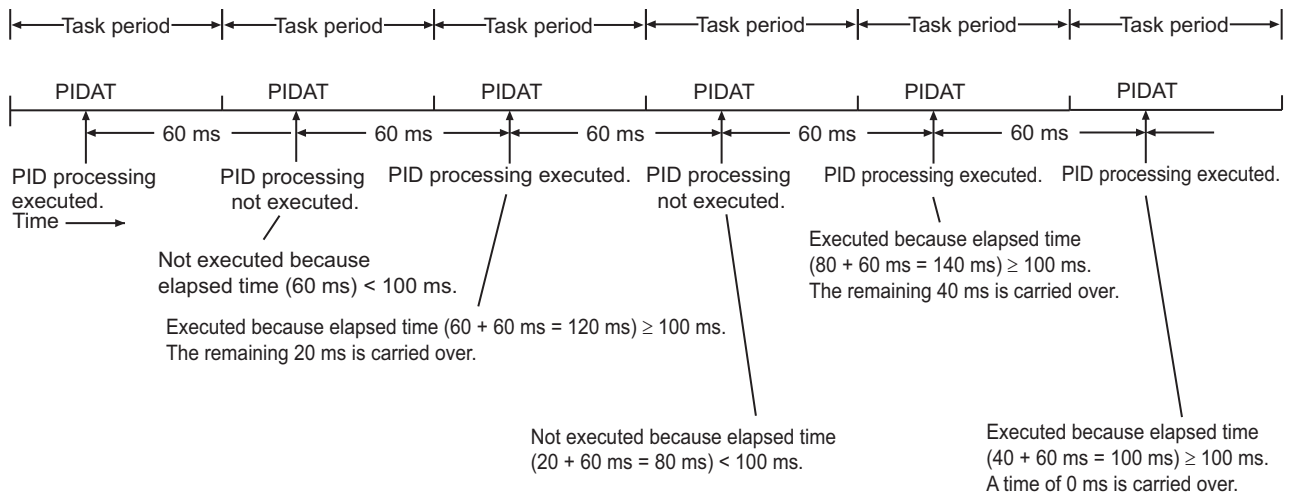 Task period Task period Task period Task period Task period Task period
PIDAT PIDAT PIDAT PIDAT PIDAT PIDAT
60 ms 60 ms 60 ms 60 ms 60 ms
PID processing
executed.
Time
PID processing
not executed.
PID processing executed.
PID processing
not executed.
PID processing executed.
PID processing executed.
Not executed because
elapsed time (60 ms) < 100 ms.
Executed because elapsed time (60 + 60 ms = 120 ms) ≥ 100 ms.
The remaining 20 ms is carried over.
Executed because elapsed time
(80 + 60 ms = 140 ms) ≥ 100 ms.
The remaining 40 ms is carried over.
Not executed because elapsed time
(20 + 60 ms = 80 ms) < 100 ms.
Executed because elapsed time
(40 + 60 ms = 100 ms) ≥ 100 ms.
A time of 0 ms is carried over.